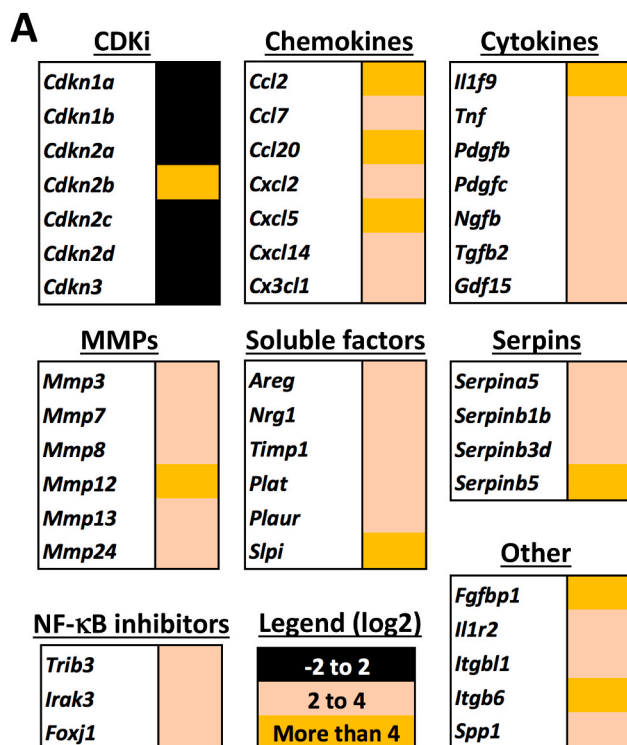 A
CDKi
Cdkn1a
Cdkn1b
Cdkn2a
Cdkn2b
Cdkn2c
Cdkn2d
Cdkn3
Chemokines
Ccl2
Ccl7
Ccl20
Cxcl2
Cxcl5
Cxcl14
Cx3cl1
Cytokines
Il1f9
Tnf
Pdgfb
Pdgfc
Ngfb
Tgfb2
Gdf15
MMPs
Mmp3
Mmp7
Mmp8
Mmp12
Mmp13
Mmp24
Soluble factors
Areg
Nrg1
Timp1
Plat
Plaur
Slpi
Serpins
Serpina5
Serpinb1b
Serpinb3d
Serpinb5
NF-κB inhibitors
Trib3
Irak3
Foxj1
Legend (log2)
-2 to 2
2 to 4
More than 4
Other
Fgfbp1
Il1r2
Itgbl1
Itgb6
Spp1